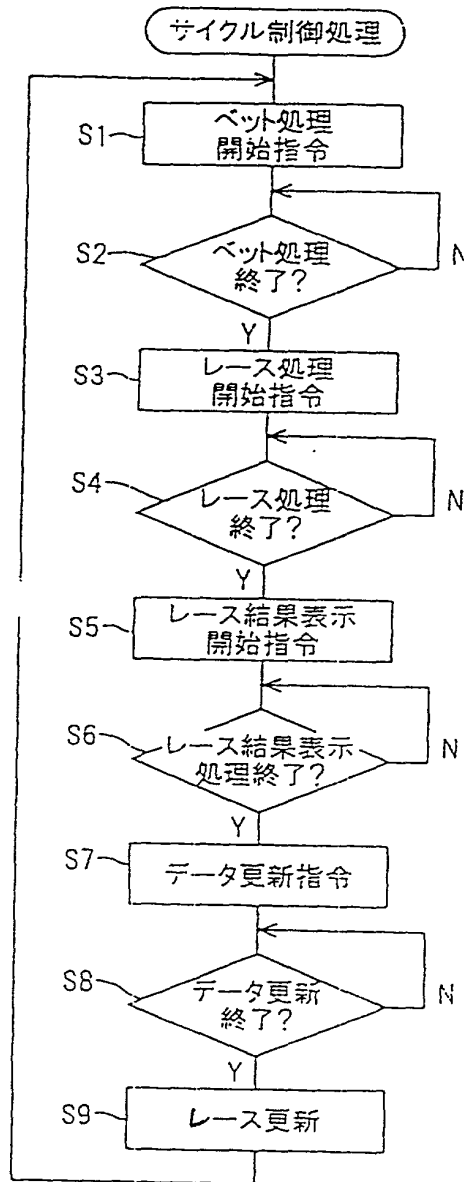 サイクル制御処理
S1
ベット処理
開始指令
S2
ベット処理
終了?
N
Y
S3
レース処理
開始指令
S4
レース処理
終了?
N
Y
S5
レース結果表示
開始指令
S6
レース結果表示
処理終了?
N
Y
S7
データ更新指令
S8
データ更新
終了?
N
Y
S9
レース更新